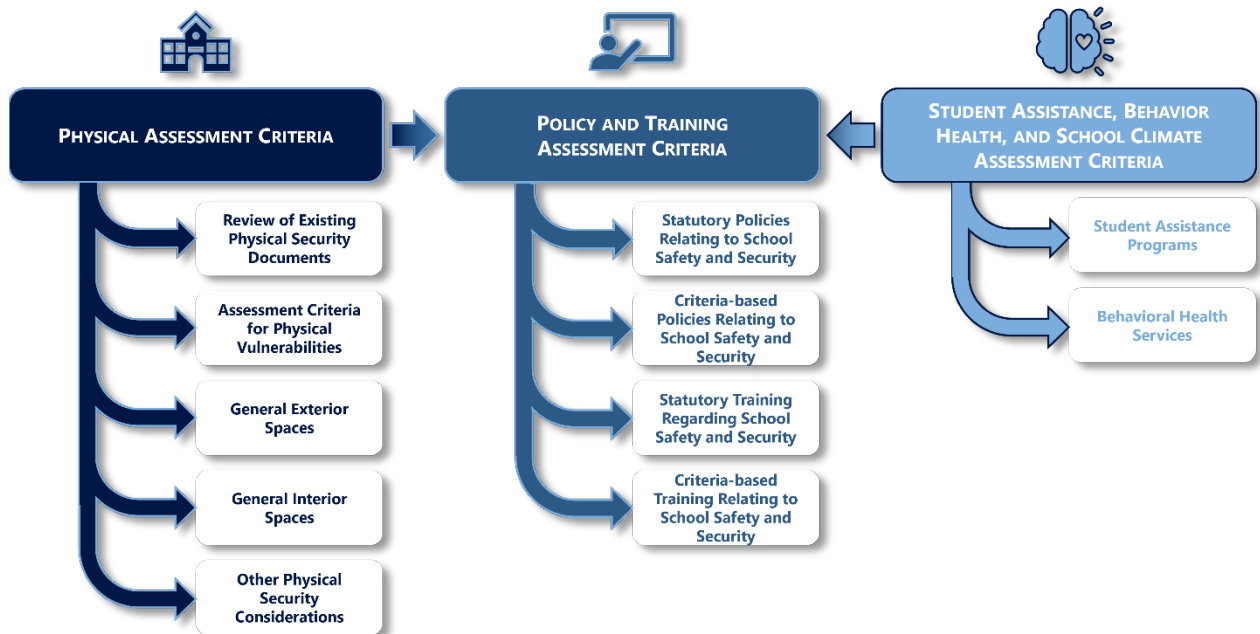 PHYSICAL ASSESSMENT CRITERIA
Review of Existing
Physical Security
Documents
Assessment Criteria
for Physical
Vulnerabilities
General Exterior
Spaces
General Interior
Spaces
Other Physical
Security
Considerations
POLICY AND TRAINING
ASSESSMENT CRITERIA
Statutory Policies
Relating to School
Safety and Security
Criteria-based
Policies Relating to
School Safety and
Security
Statutory Training
Regarding School
Safety and Security
Criteria-based
Training Relating to
School Safety and
Security
STUDENT ASSISTANCE, BEHAVIOR
HEALTH, AND SCHOOL CLIMATE
ASSESSMENT CRITERIA
Student Assistance
Programs
Behavioral Health
Services